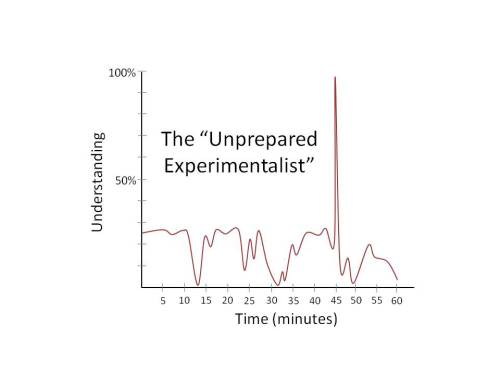 100%
The “Unprepared
Experimentalist”
Understanding
50%
5 10 15 20 25 30 35 40 45 50 55 60
Time (minutes)